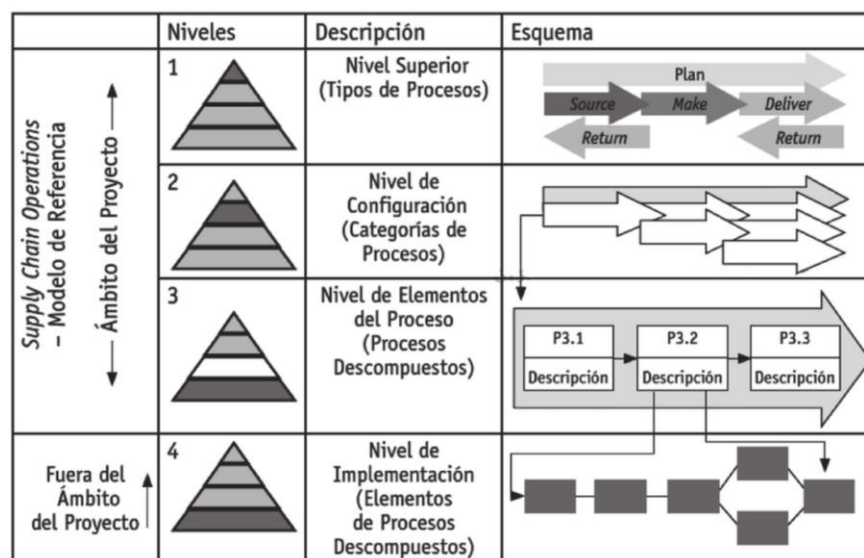 Niveles
Descripción
Esquema
Supply Chain Operations
– Modelo de Referencia
Ámbito del Proyecto
1
Nivel Superior
(Tipos de Procesos)
Plan
Source
Make
Deliver
Return
Return
2
Nivel de
Configuración
(Categorías de
Procesos)
3
Nivel de Elementos
del Proceso
(Procesos
Descompuestos)
P3.1
P3.2
P3.3
Descripción
Descripción
Descripción
Fuera del
Ámbito
del Proyecto
4
Nivel de
Implementación
(Elementos
de Procesos
Descompuestos)